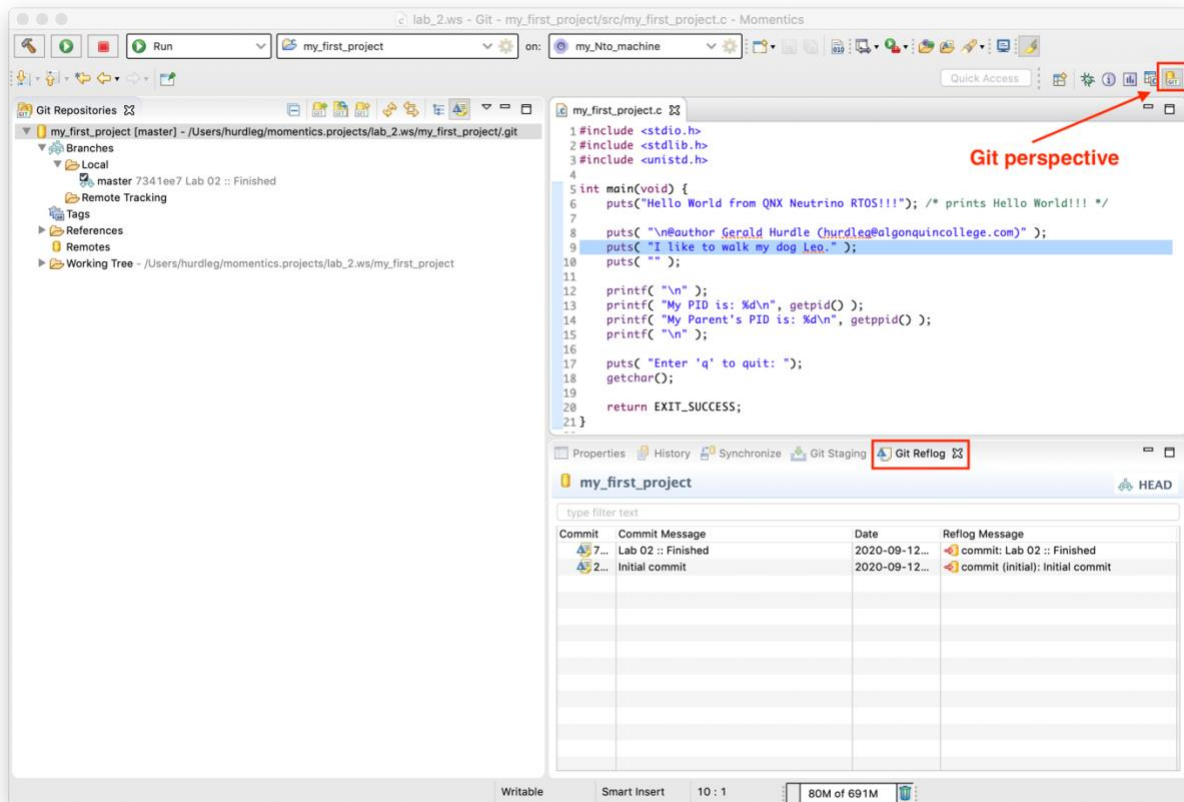 lab_2.ws - Git - my_first_project/src/my_first_project.c - Momentics
Run my_first_project on: my_Nto_machine
Quick Access
Git Repositories
my_first_project [master] - /Users/hurdleg/momentics.projects/lab_2.ws/my_first_project/.git
Branches
Local
master 7341ee7 Lab 02 :: Finished
Remote Tracking
Tags
References
Remotes
Working Tree - /Users/hurdleg/momentics.projects/lab_2.ws/my_first_project
my_first_project.c
Git perspective
1 #include <stdio.h>
2 #include <stdlib.h>
3 #include <unistd.h>
4
5 int main(void) {
6 puts("Hello World from QNX Neutrino RTOS!!!"); /* prints Hello World!!! */
7
8 puts( "\n@author Gerald Hurdle (hurdleg@algonquincollege.com)" );
9 puts( "I like to walk my dog Leo." );
10 puts( "" );
11
12 printf( "\n" );
13 printf( "My PID is: %d\n", getpid() );
14 printf( "My Parent's PID is: %d\n", getppid() );
15 printf( "\n" );
16
17 puts( "Enter 'q' to quit: ");
18 getchar();
19
20 return EXIT_SUCCESS;
21 }
Properties History Synchronize Git Staging Git Reflog
my_first_project HEAD
type filter text
Commit Commit Message Date Reflog Message
7... Lab 02 :: Finished 2020-09-12... commit: Lab 02 :: Finished
2... Initial commit 2020-09-12... commit (initial): Initial commit
Writable Smart Insert 10 : 1 80M of 691M